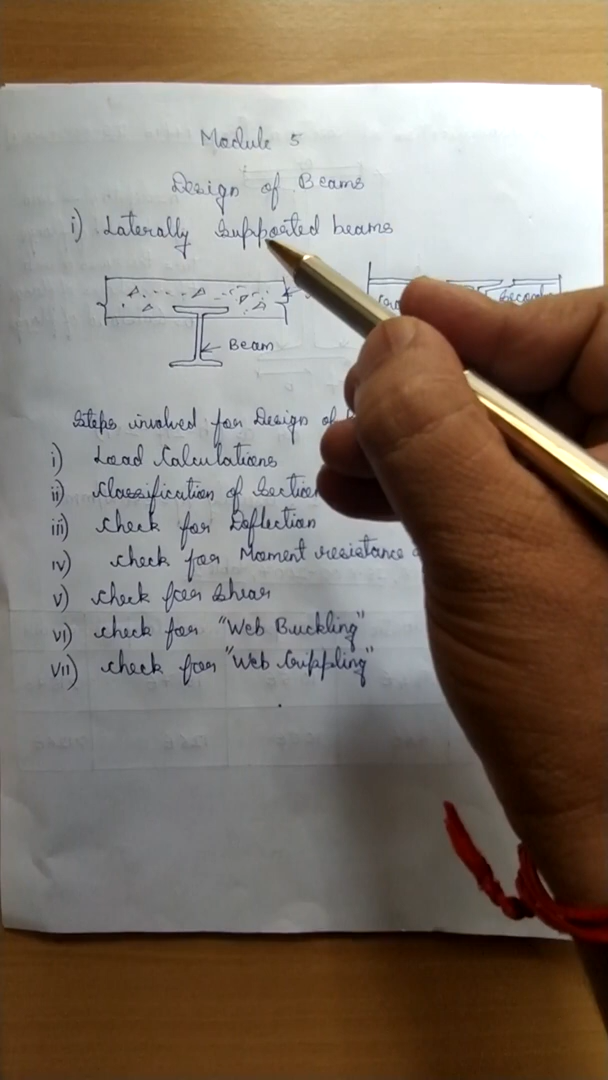 Module 5
Design of Beams
i) Laterally supported beams
Beam
Steps involved for Design of
i) Load Calculations
ii) Classification of Section
iii) check for Deflection
iv) check for Moment resistance
v) check for Shear
vi) check for "Web Buckling"
vii) check for "Web Crippling"